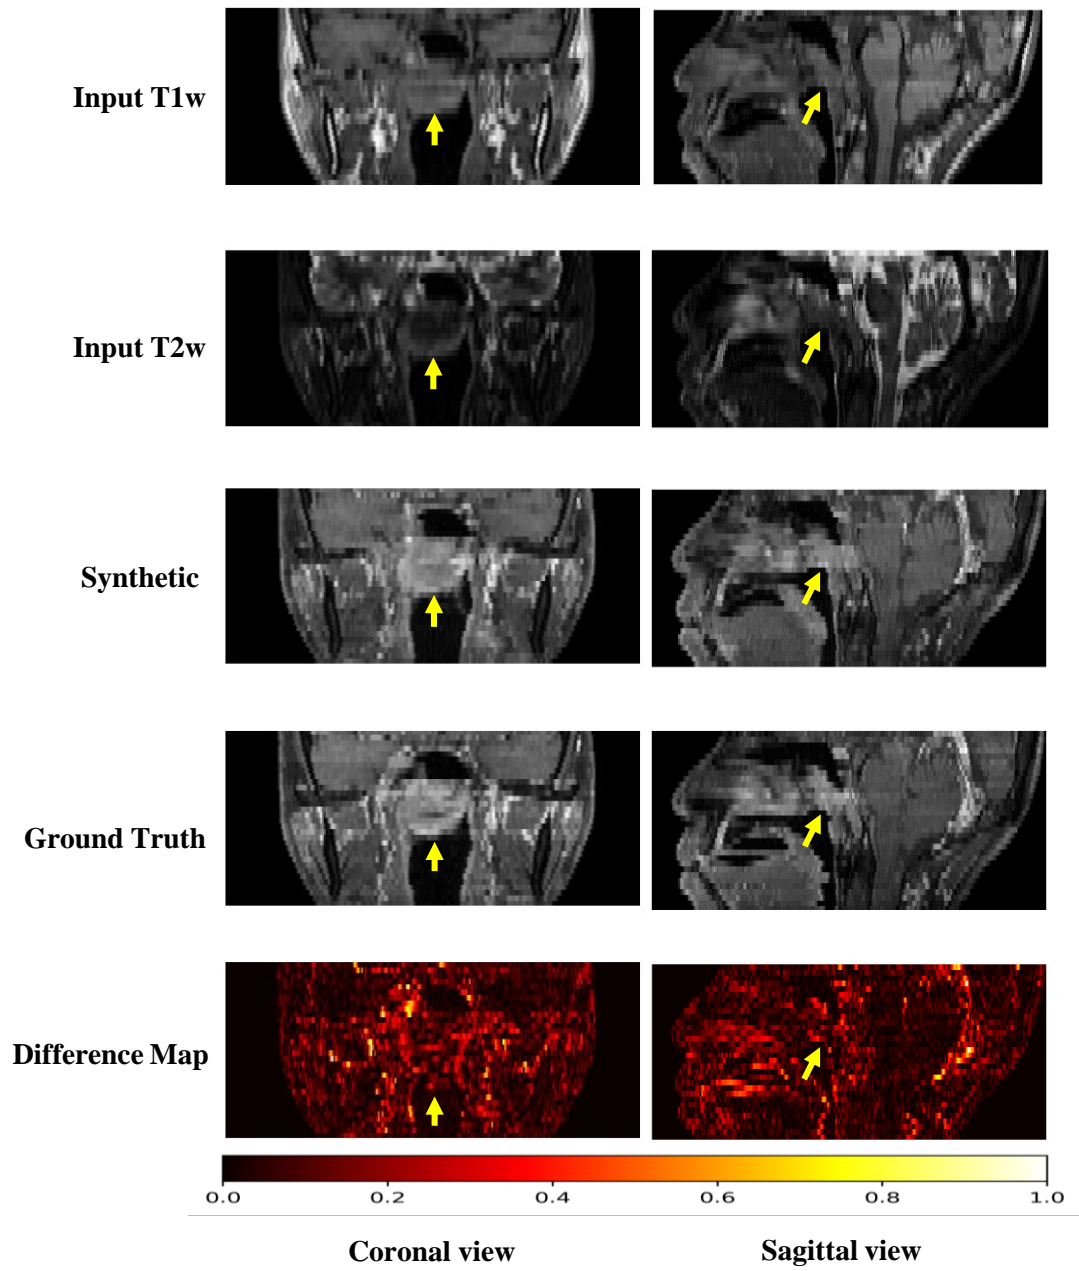 Input T1w
Input T2w
Synthetic
Ground Truth
Difference Map
0.0 0.2 0.4 0.6 0.8 1.0
Coronal view Sagittal view